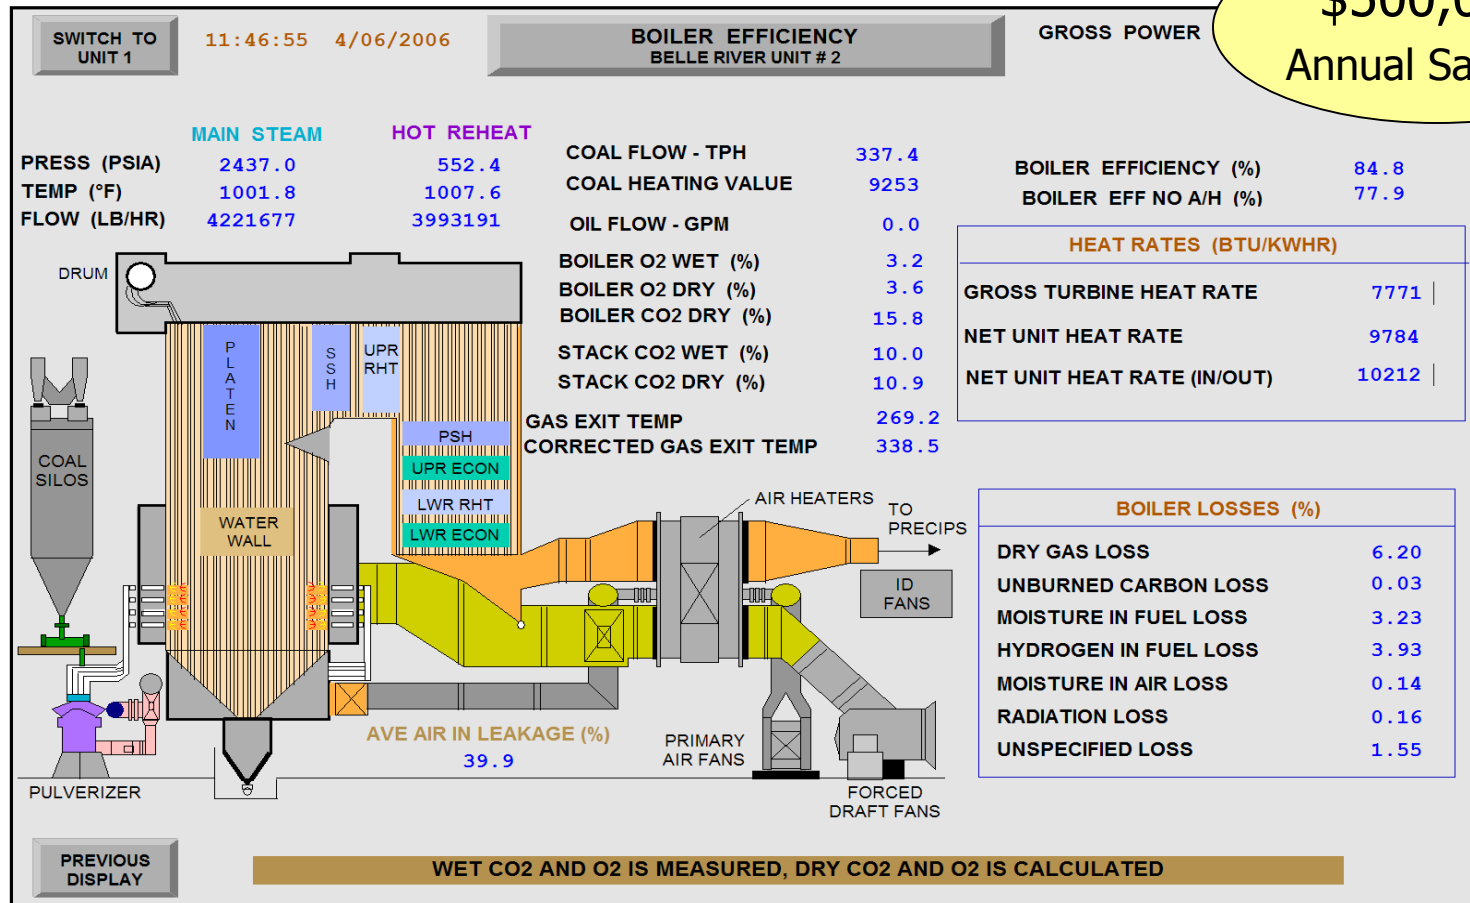 SWITCH TO
UNIT 1
11:46:55 4/06/2006
BOILER EFFICIENCY
BELLE RIVER UNIT # 2
GROSS POWER
Annual
MAIN STEAM HOT REHEAT
PRESS (PSIA) 2437.0 552.4
TEMP (°F) 1001.8 1007.6
FLOW (LB/HR) 4221677 3993191
COAL FLOW - TPH 337.4
COAL HEATING VALUE 9253
OIL FLOW - GPM 0.0
BOILER O2 WET (%) 3.2
BOILER O2 DRY (%) 3.6
BOILER CO2 DRY (%) 15.8
STACK CO2 WET (%) 10.0
STACK CO2 DRY (%) 10.9
GAS EXIT TEMP 269.2
CORRECTED GAS EXIT TEMP 338.5
BOILER EFFICIENCY (%) 84.8
BOILER EFF NO A/H (%) 77.9
HEAT RATES (BTU/KWHR)
GROSS TURBINE HEAT RATE 7771
NET UNIT HEAT RATE 9784
NET UNIT HEAT RATE (IN/OUT) 10212
DRUM
PLATEN
SSH
UPR
RHT
PSH
UPR ECON
LWR RHT
LWR ECON
COAL
SILOS
WATER
WALL
AIR HEATERS
TO
PRECIPS
ID
FANS
BOILER LOSSES (%)
DRY GAS LOSS 6.20
UNBURNED CARBON LOSS 0.03
MOISTURE IN FUEL LOSS 3.23
HYDROGEN IN FUEL LOSS 3.93
MOISTURE IN AIR LOSS 0.14
RADIATION LOSS 0.16
UNSPECIFIED LOSS 1.55
AVE AIR IN LEAKAGE (%)
39.9
PRIMARY
AIR FANS
PULVERIZER
FORCED
DRAFT FANS
PREVIOUS
DISPLAY
WET CO2 AND O2 IS MEASURED, DRY CO2 AND O2 IS CALCULATED